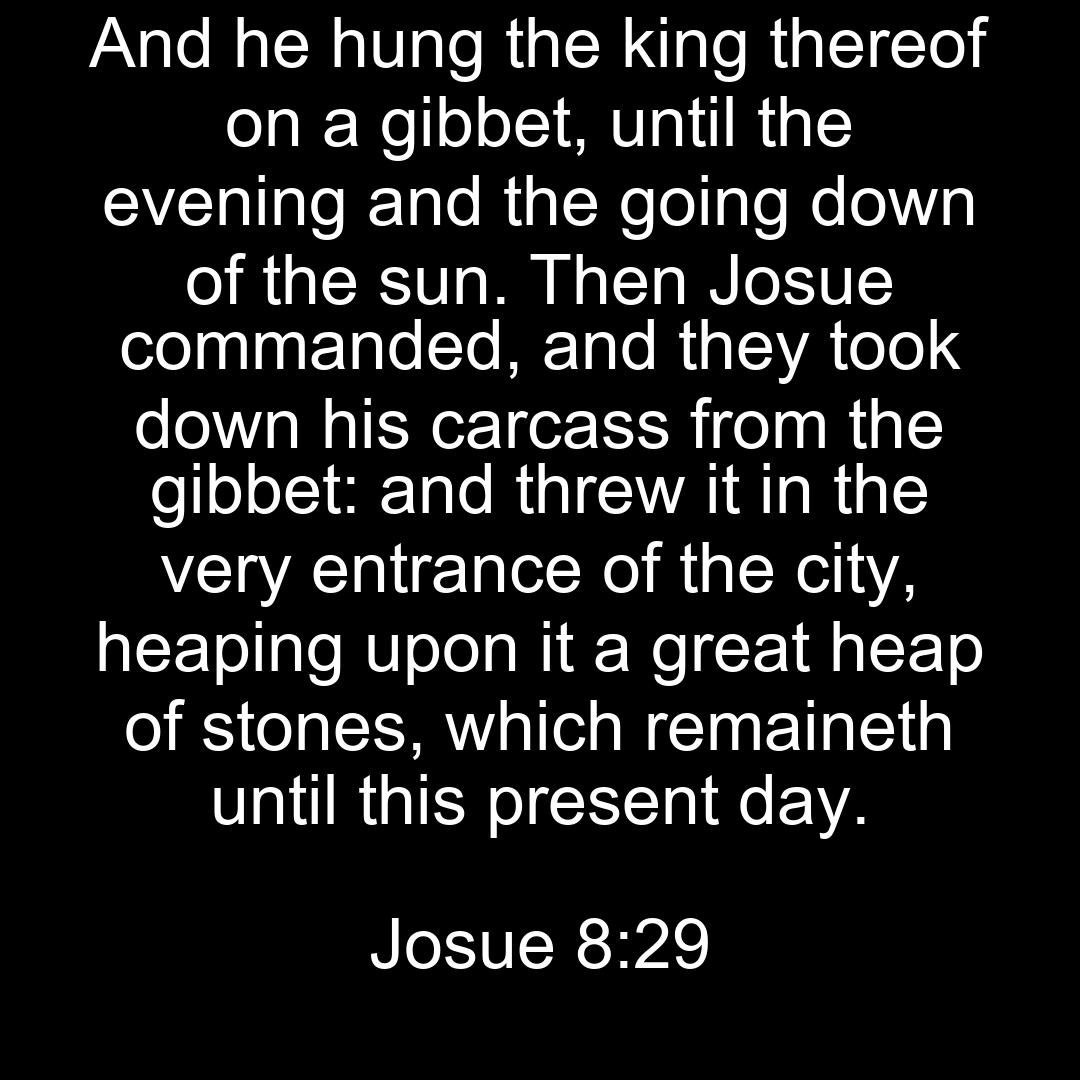 And he hung the king thereof
on a gibbet, until the
evening and the going down
of the sun. Then Josue
commanded, and they took
down his carcass from the
gibbet: and threw it in the
very entrance of the city,
heaping upon it a great heap
of stones, which remaineth
until this present day.
Josue 8:29